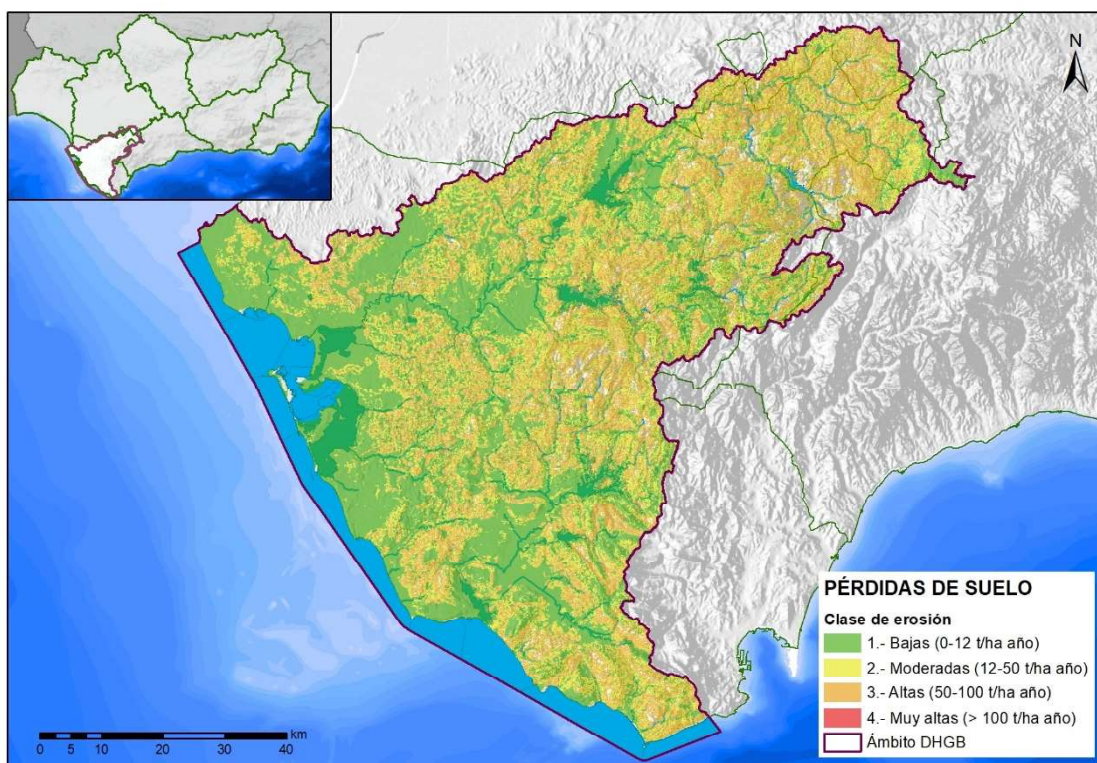 N
PÉRDIDAS DE SUELO
Clase de erosión
1.- Bajas (0-12 t/ha año)
2.- Moderadas (12-50 t/ha año)
3.- Altas (50-100 t/ha año)
4.- Muy altas (> 100 t/ha año)
Ámbito DHGB
km
0 5 10 20 30 40